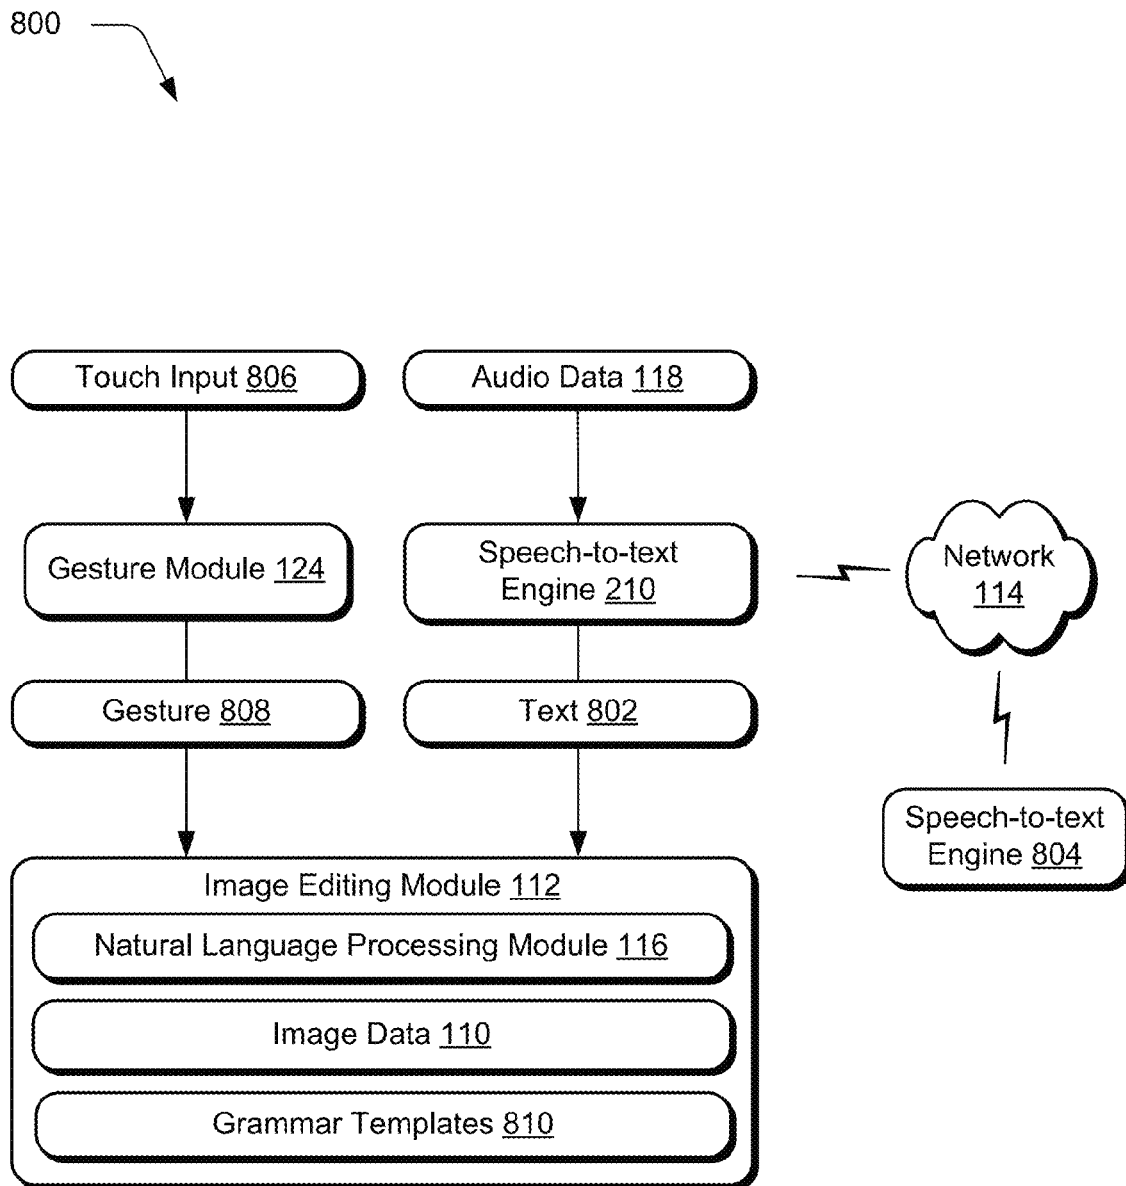 800
Touch Input 806
Audio Data 118
Gesture Module 124
Speech-to-text
Engine 210
Network
114
Gesture 808
Text 802
Speech-to-text
Engine 804
Image Editing Module 112
Natural Language Processing Module 116
Image Data 110
Grammar Templates 810